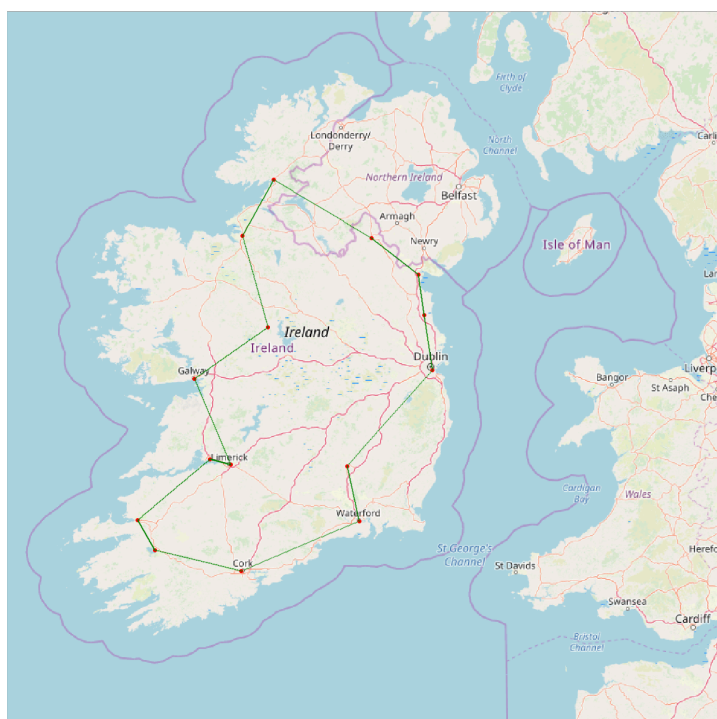 Firth of
Clyde
Londonderry/
Derry
North
Channel
Northern Ireland
Belfast
Armagh
Newry
Isle of Man
Ireland
Ireland
Dublin
Galway
Bangor
St Asaph
Limerick
Cardigan
Bay
Wales
Waterford
St George's
Channel
St Davids
Cork
Swansea
Cardiff
Bristol
Channel